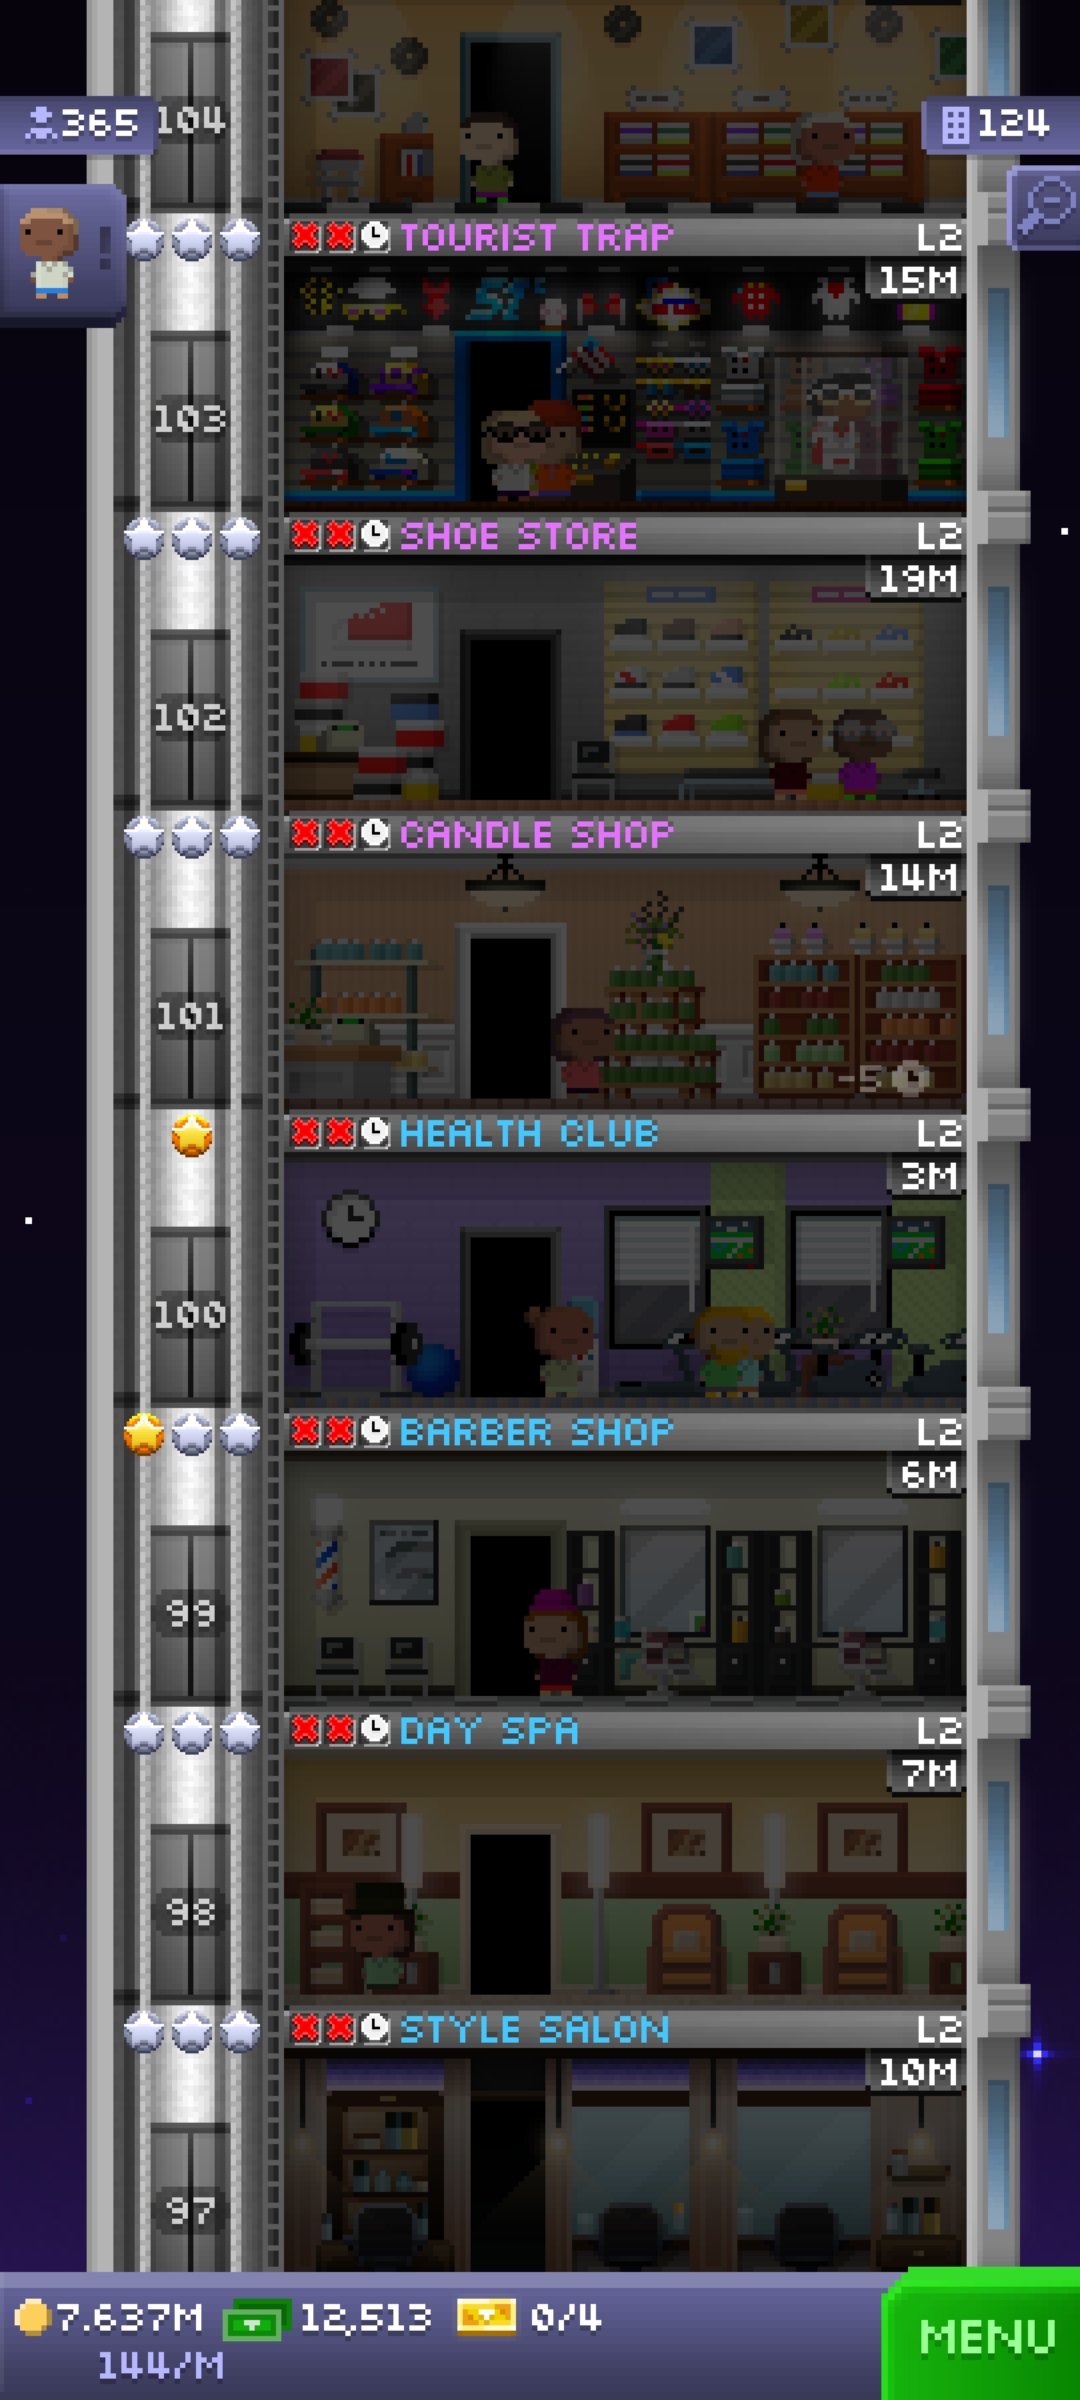 104
365
124
!
TOURIST TRAP L2
15M
103
SHOE STORE L2
19M
102
CANDLE SHOP L2
14M
101
-5
HEALTH CLUB L2
3M
100
BARBER SHOP L2
6M
99
DAY SPA L2
7M
98
STYLE SALON L2
10M
97
7.637M 12,513 0/4
144/M
MENU